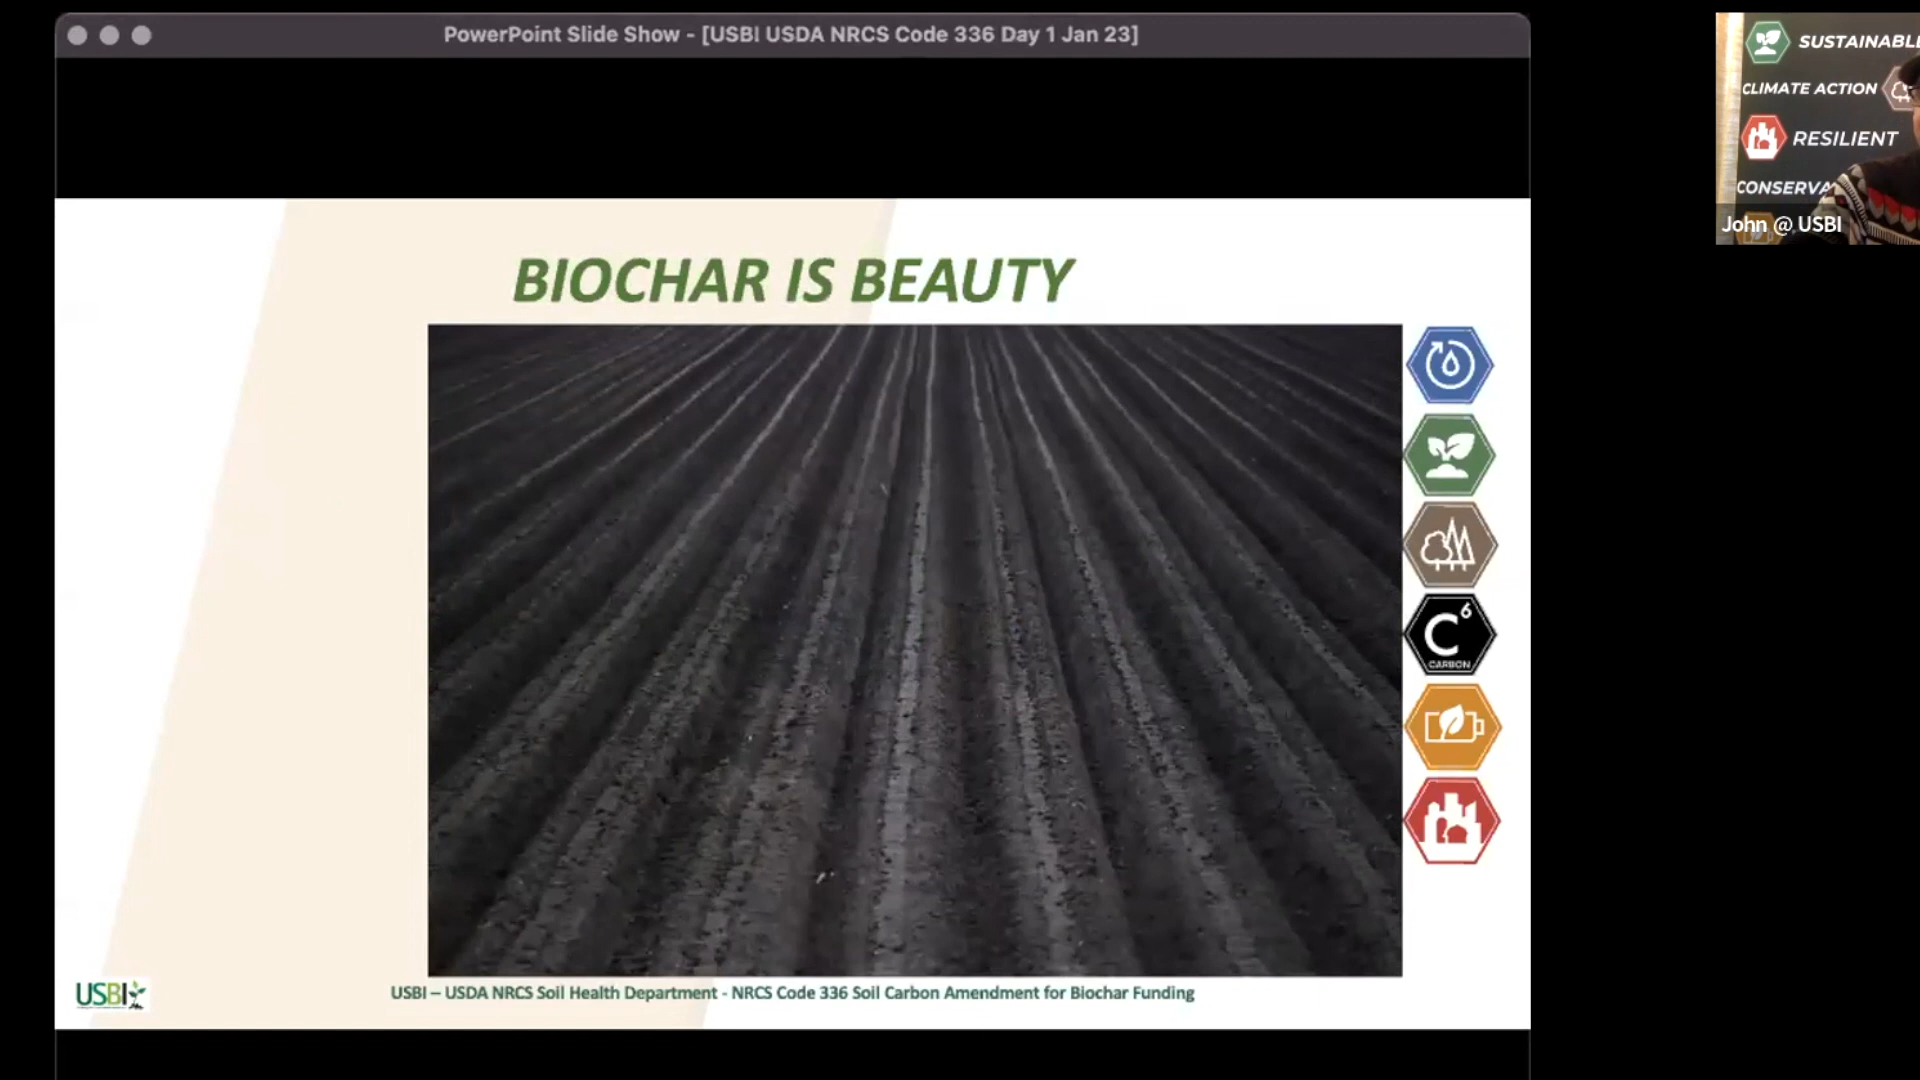 PowerPoint Slide Show - [USBI USDA NRCS Code 336 Day 1 Jan 23]
BIOCHAR IS BEAUTY
C6
CARBON
USBI
USBI – USDA NRCS Soil Health Department - NRCS Code 336 Soil Carbon Amendment for Biochar Funding
SUSTAINABLE
CLIMATE ACTION
RESILIENT
CONSERVA
John @ USBI